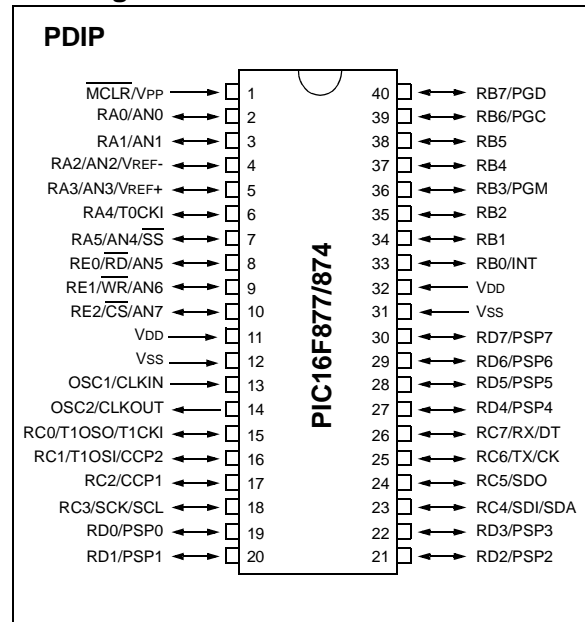 PDIP
MCLR/VPP 1 40 RB7/PGD
RA0/AN0 2 39 RB6/PGC
RA1/AN1 3 38 RB5
RA2/AN2/VREF- 4 37 RB4
RA3/AN3/VREF+ 5 36 RB3/PGM
RA4/T0CKI 6 35 RB2
RA5/AN4/SS 7 34 RB1
RE0/RD/AN5 8 33 RB0/INT
RE1/WR/AN6 9 32 VDD
RE2/CS/AN7 10 31 VSS
VDD 11 30 RD7/PSP7
VSS 12 29 RD6/PSP6
OSC1/CLKIN 13 28 RD5/PSP5
OSC2/CLKOUT 14 27 RD4/PSP4
RC0/T1OSO/T1CKI 15 26 RC7/RX/DT
RC1/T1OSI/CCP2 16 25 RC6/TX/CK
RC2/CCP1 17 24 RC5/SDO
RC3/SCK/SCL 18 23 RC4/SDI/SDA
RD0/PSP0 19 22 RD3/PSP3
RD1/PSP1 20 21 RD2/PSP2
PIC16F877/874